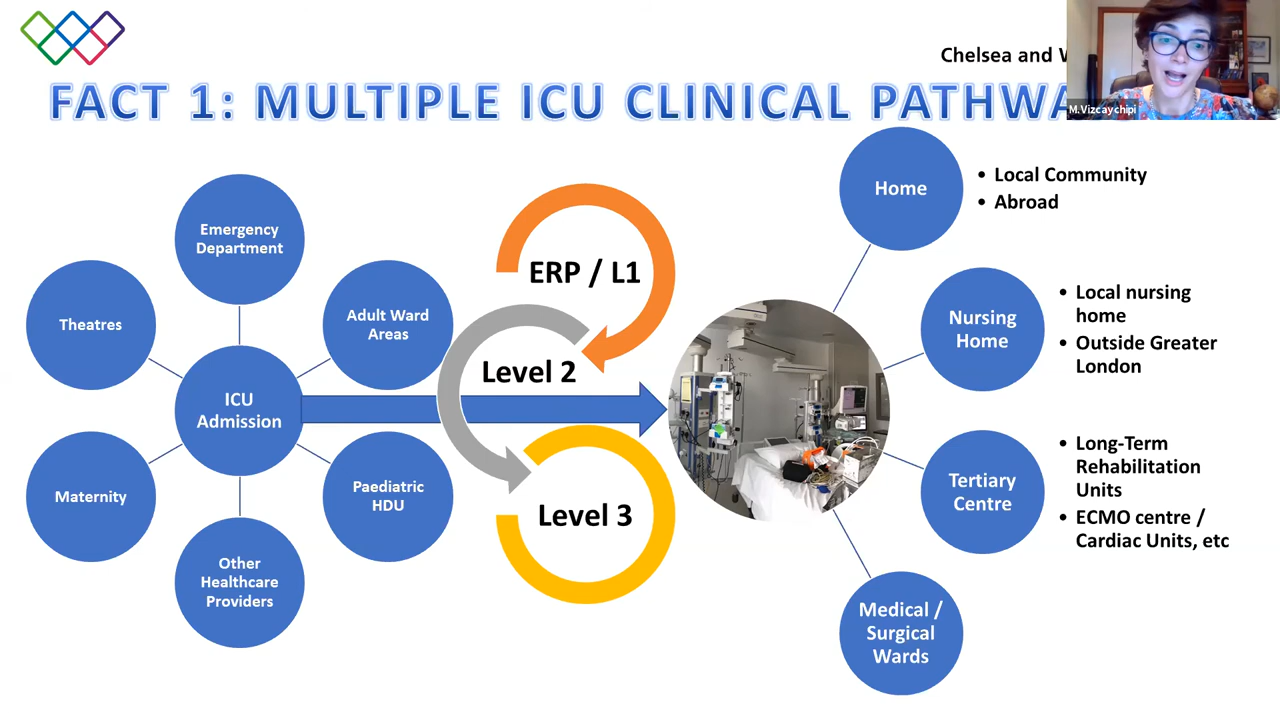 Chelsea and
M.Vizcaychipi
FACT 1: MULTIPLE ICU CLINICAL
Home
• Local Community
• Abroad
Emergency
Department
Theatres
Adult Ward
Areas
ICU
Admission
Maternity
Paediatric
HDU
Other
Healthcare
Providers
ERP / L1
Level 2
Level 3
Nursing
Home
• Local nursing
home
• Outside Greater
London
Tertiary
Centre
• Long-Term
Rehabilitation
Units
• ECMO centre /
Cardiac Units, etc
Medical /
Surgical
Wards